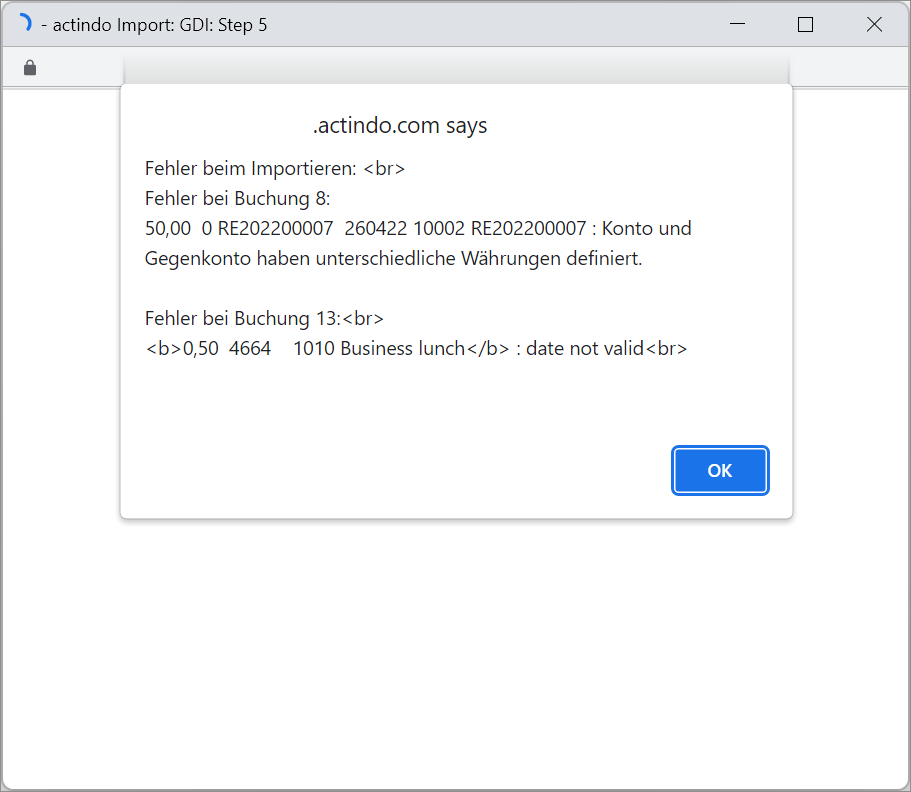 - actindo Import: GDI: Step 5
.actindo.com says
Fehler beim Importieren: <br>
Fehler bei Buchung 8:
50,00  0 RE202200007  260422 10002 RE202200007 : Konto und
Gegenkonto haben unterschiedliche Währungen definiert.
Fehler bei Buchung 13:<br>
<b>0,50  4664    1010 Business lunch</b> : date not valid<br>
OK